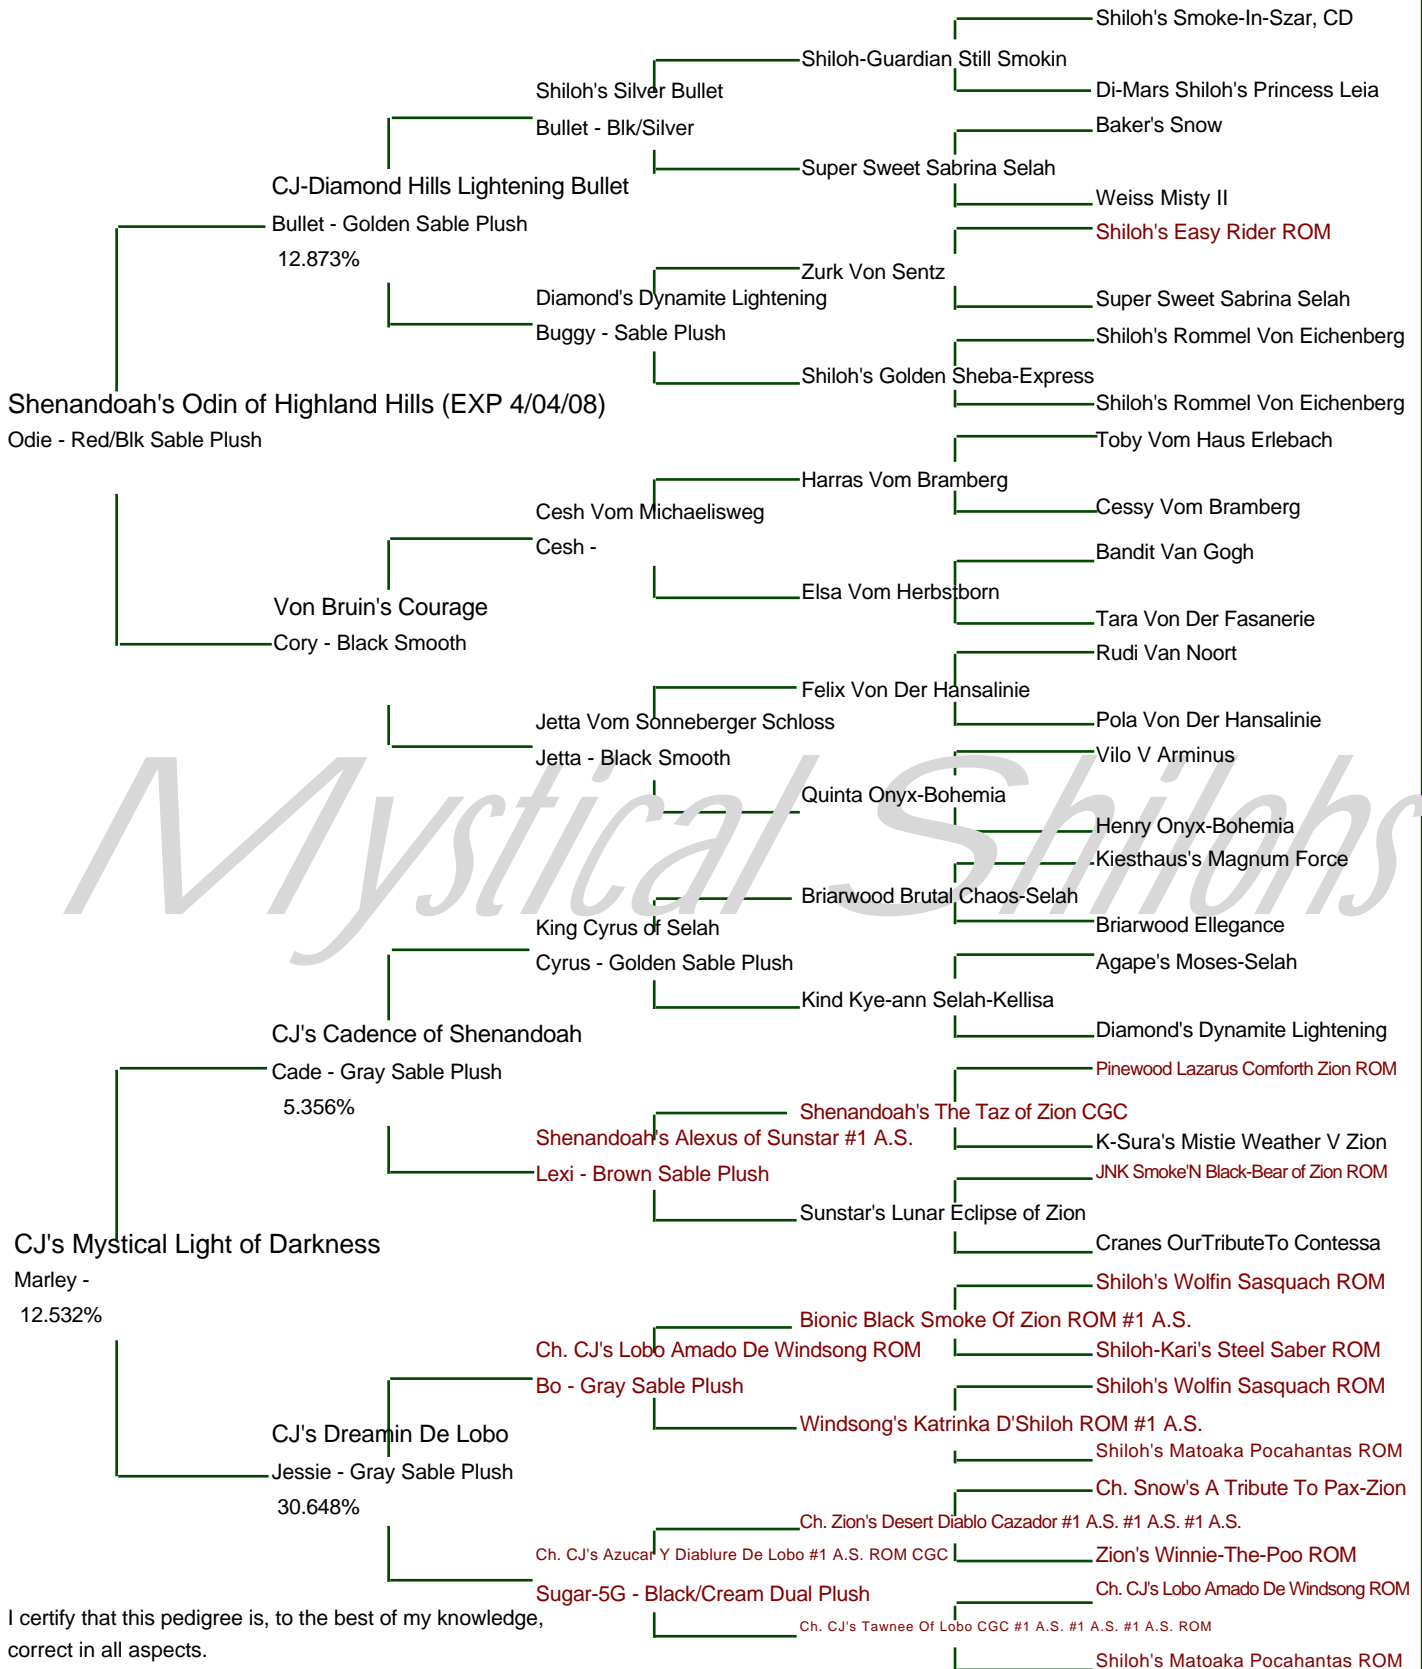 Shiloh's Smoke-In-Szar, CD
Shiloh-Guardian Still Smokin
Di-Mars Shiloh's Princess Leia
Shiloh's Silver Bullet
Bullet - Blk/Silver
Baker's Snow
Super Sweet Sabrina Selah
Weiss Misty II
CJ-Diamond Hills Lightening Bullet
Bullet - Golden Sable Plush
12.873%
Shiloh's Easy Rider ROM
Zurk Von Sentz
Super Sweet Sabrina Selah
Diamond's Dynamite Lightening
Buggy - Sable Plush
Shiloh's Rommel Von Eichenberg
Shiloh's Golden Sheba-Express
Shiloh's Rommel Von Eichenberg
Shenandoah's Odin of Highland Hills (EXP 4/04/08)
Odie - Red/Blk Sable Plush
Toby Vom Haus Erlebach
Harras Vom Bramberg
Cessy Vom Bramberg
Cesh Vom Michaelisweg
Cesh -
Bandit Van Gogh
Elsa Vom Herbstborn
Tara Von Der Fasanerie
Von Bruin's Courage
Cory - Black Smooth
Rudi Van Noort
Felix Von Der Hansalinie
Pola Von Der Hansalinie
Jetta Vom Sonneberger Schloss
Jetta - Black Smooth
Vilo V Arminus
Quinta Onyx-Bohemia
Henry Onyx-Bohemia
Mystical Shilohs
Kiesthaus's Magnum Force
Briarwood Brutal Chaos-Selah
Briarwood Ellegance
King Cyrus of Selah
Cyrus - Golden Sable Plush
Agape's Moses-Selah
Kind Kye-ann Selah-Kellisa
Diamond's Dynamite Lightening
CJ's Cadence of Shenandoah
Cade - Gray Sable Plush
5.356%
Pinewood Lazarus Comforth Zion ROM
Shenandoah's The Taz of Zion CGC
K-Sura's Mistie Weather V Zion
Shenandoah's Alexus of Sunstar #1 A.S.
Lexi - Brown Sable Plush
JNK Smoke'N Black-Bear of Zion ROM
Sunstar's Lunar Eclipse of Zion
Cranes OurTributeTo Contessa
CJ's Mystical Light of Darkness
Marley -
12.532%
Shiloh's Wolfin Sasquach ROM
Bionic Black Smoke Of Zion ROM #1 A.S.
Shiloh-Kari's Steel Saber ROM
Ch. CJ's Lobo Amado De Windsong ROM
Bo - Gray Sable Plush
Shiloh's Wolfin Sasquach ROM
Windsong's Katrinka D'Shiloh ROM #1 A.S.
Shiloh's Matoaka Pocahantas ROM
CJ's Dreamin De Lobo
Jessie - Gray Sable Plush
30.648%
Ch. Snow's A Tribute To Pax-Zion
Ch. Zion's Desert Diablo Cazador #1 A.S. #1 A.S. #1 A.S.
Zion's Winnie-The-Poo ROM
Ch. CJ's Azucar Y Diablure De Lobo #1 A.S. ROM CGC
Sugar-5G - Black/Cream Dual Plush
Ch. CJ's Lobo Amado De Windsong ROM
Ch. CJ's Tawnee Of Lobo CGC #1 A.S. #1 A.S. #1 A.S. ROM
Shiloh's Matoaka Pocahantas ROM
I certify that this pedigree is, to the best of my knowledge,
correct in all aspects.